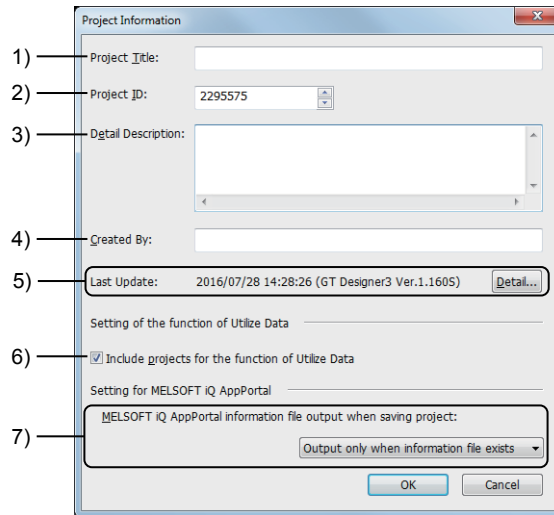 Project Information
1) Project Title:
2) Project ID: 2295575
3) Detail Description:
4) Created By:
5) Last Update: 2016/07/28 14:28:26 (GT Designer3 Ver.1.160S) Detail...
Setting of the function of Utilize Data
6) Include projects for the function of Utilize Data
Setting for MELSOFT iQ AppPortal
7) MELSOFT iQ AppPortal information file output when saving project:
Output only when information file exists
OK Cancel